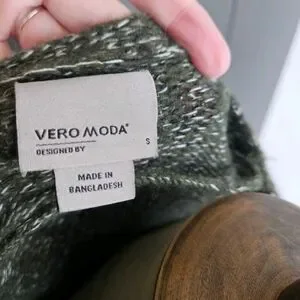 VERO MODA®
DESIGNED BY
S
MADE IN
BANGLADESH